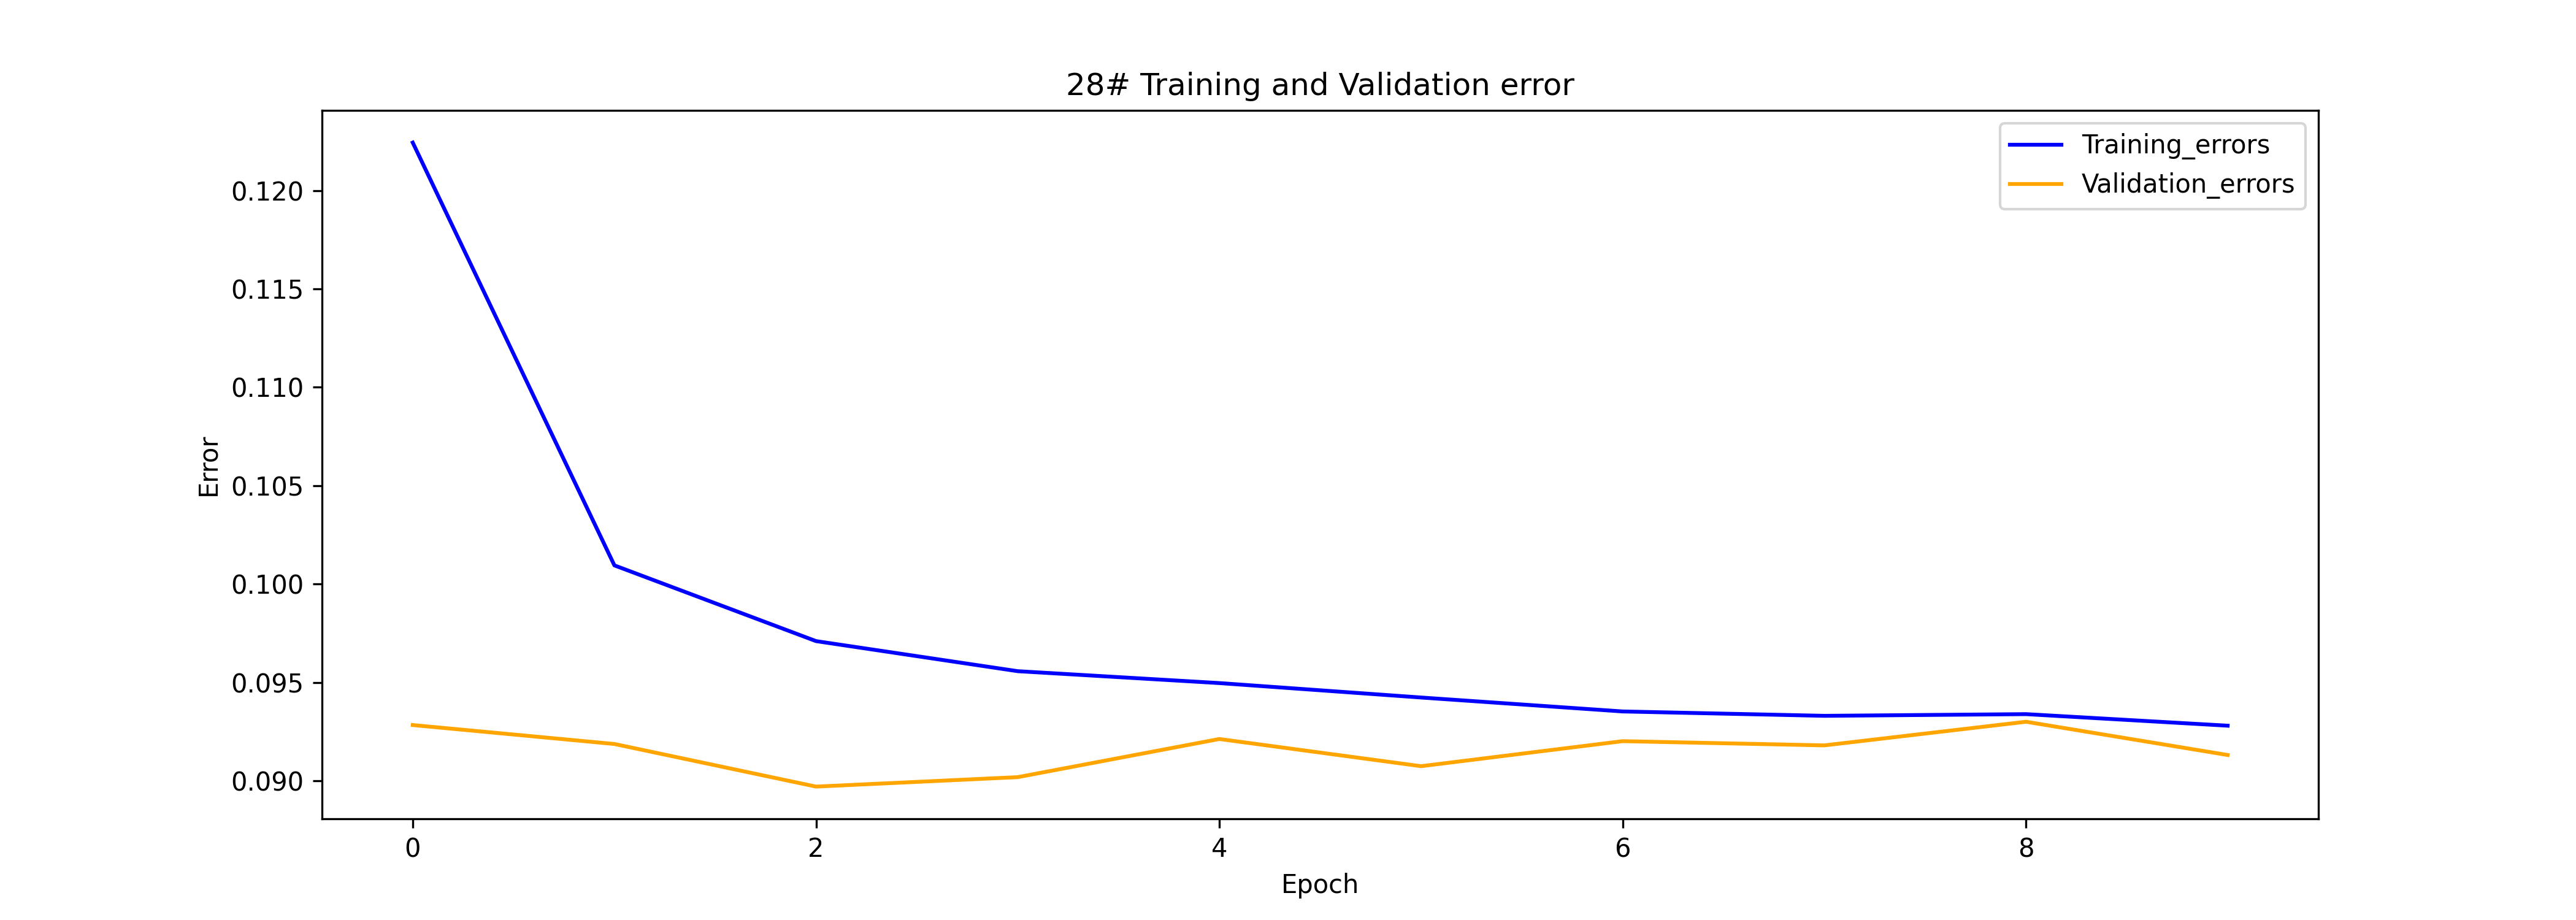 28# Training and Validation error
Training_errors
Validation_errors
Error
0.120
0.115
0.110
0.105
0.100
0.095
0.090
0 2 4 6 8
Epoch